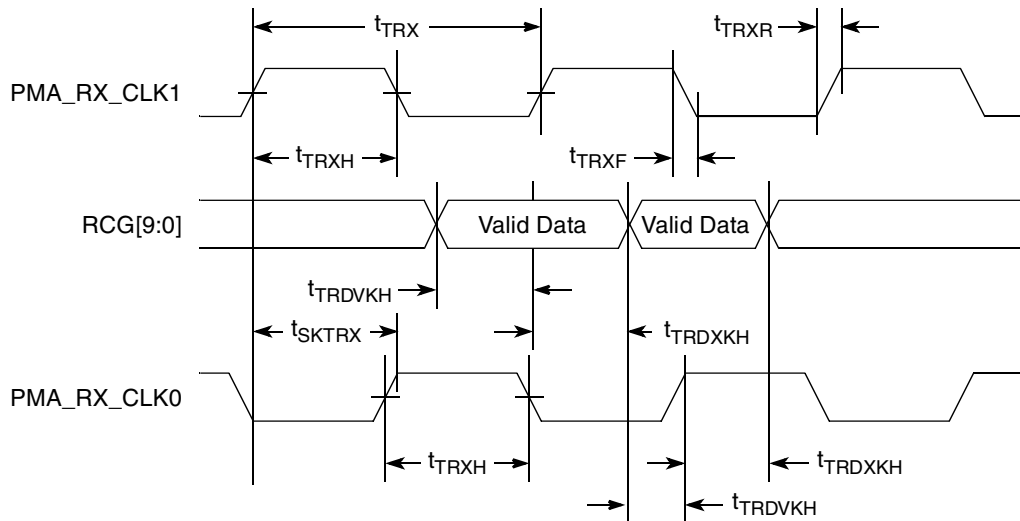 tTRX
tTRXR
PMA_RX_CLK1
tTRXH
tTRXF
RCG[9:0]
Valid Data
Valid Data
tTRDVKH
tSKTRX
tTRDXKH
PMA_RX_CLK0
tTRXH
tTRDXKH
tTRDVKH